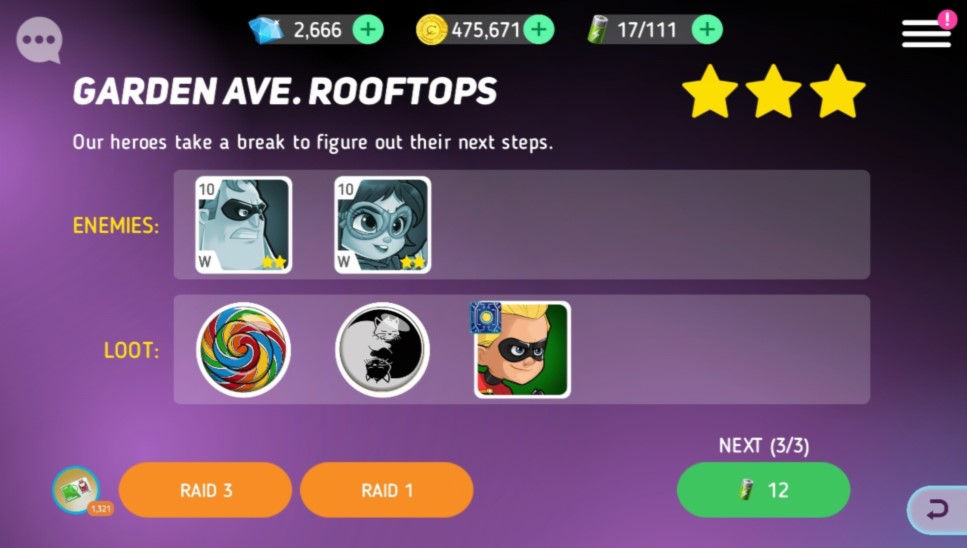 2,666
475,671
17/111
!
GARDEN AVE. ROOFTOPS
Our heroes take a break to figure out their next steps.
ENEMIES:
10
W
10
W
LOOT:
NEXT (3/3)
1,321
RAID 3
RAID 1
12